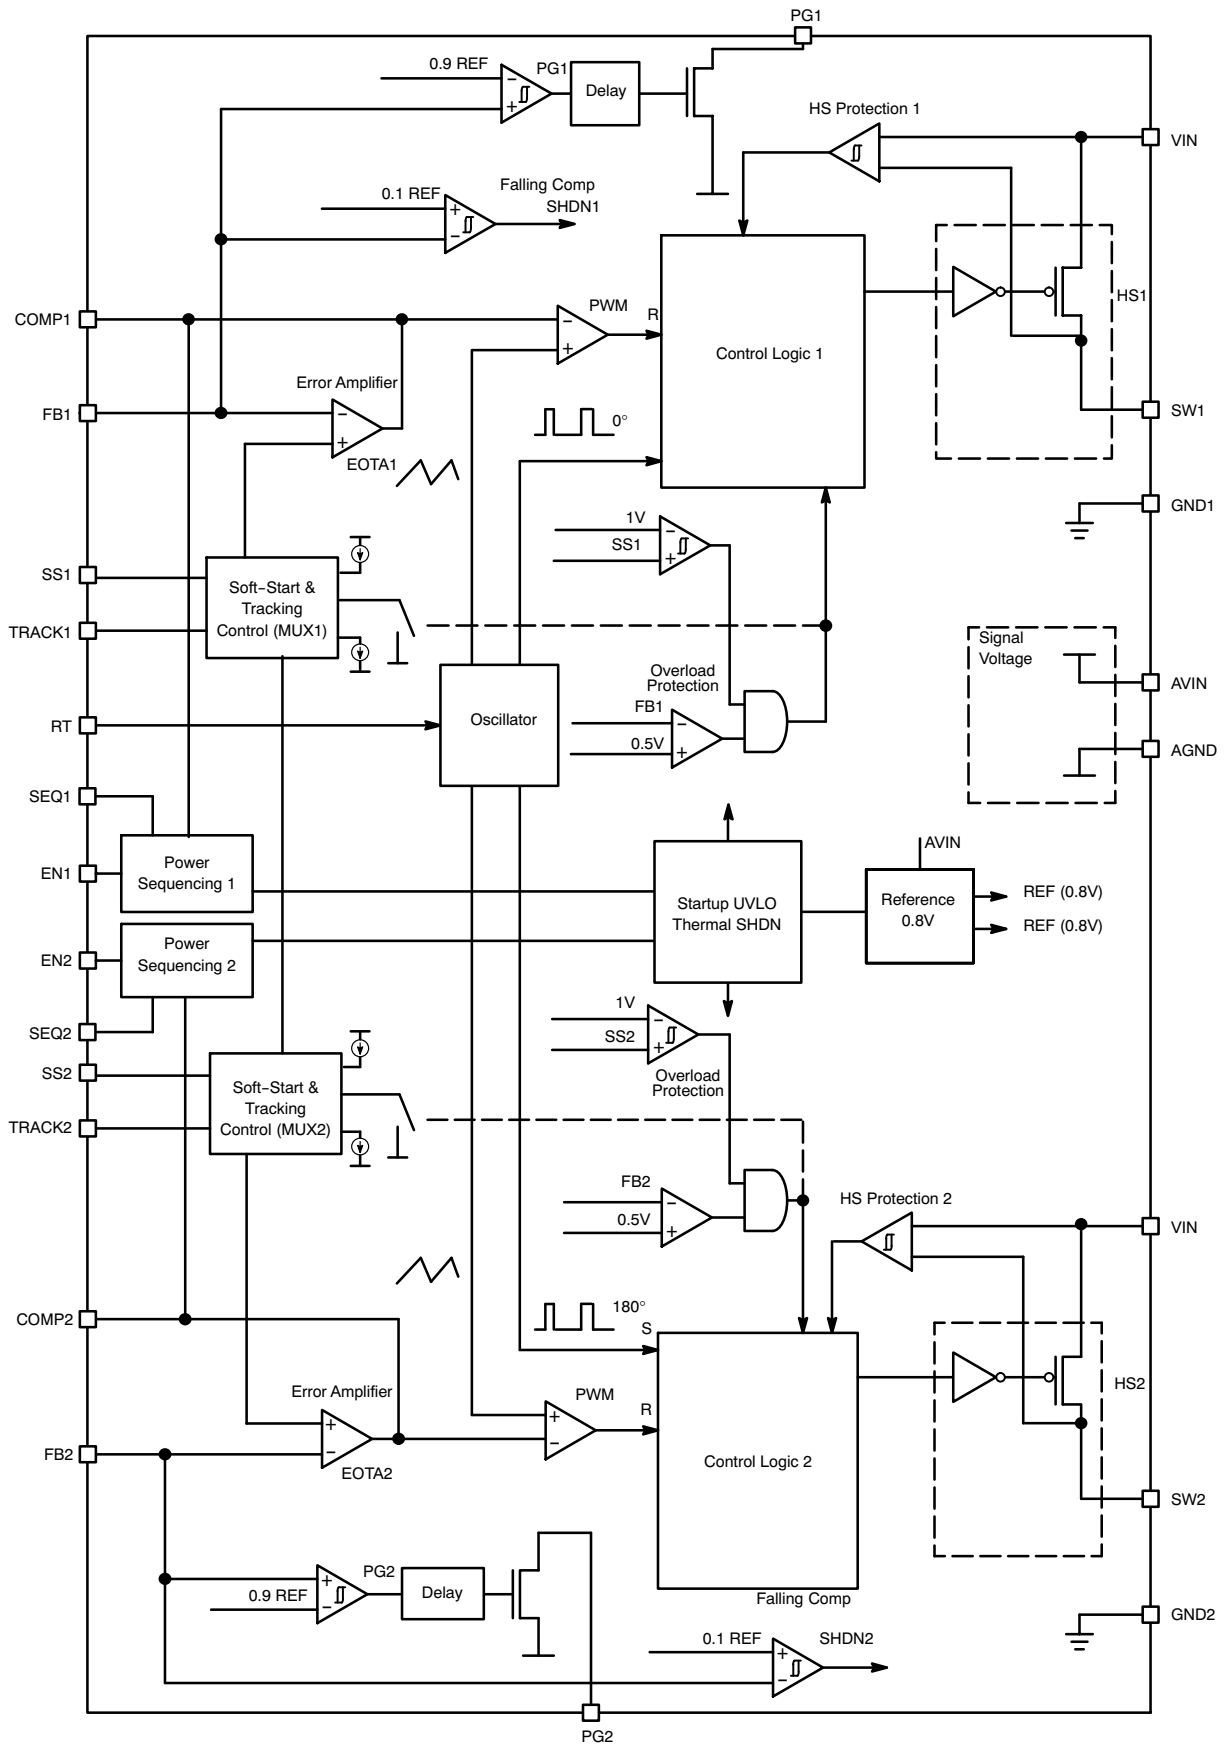 PG1
0.9 REF
PG1
Delay
HS Protection 1
VIN
0.1 REF
Falling Comp
SHDN1
HS1
COMP1
PWM
R
Control Logic 1
Error Amplifier
FB1
EOTA1
0°
SW1
GND1
1V
SS1
SS1
Soft-Start &
Tracking
Control (MUX1)
TRACK1
Signal
Voltage
AVIN
Overload
Protection
FB1
0.5V
RT
Oscillator
AGND
SEQ1
Power
Sequencing 1
EN1
AVIN
Startup UVLO
Thermal SHDN
Reference
0.8V
REF (0.8V)
REF (0.8V)
Power
Sequencing 2
EN2
SEQ2
1V
SS2
SS2
Soft-Start &
Tracking
Control (MUX2)
Overload
Protection
TRACK2
FB2
0.5V
HS Protection 2
VIN
COMP2
180°
S
HS2
Error Amplifier
PWM
R
FB2
EOTA2
Control Logic 2
SW2
PG2
Delay
0.9 REF
Falling Comp
GND2
0.1 REF
SHDN2
PG2